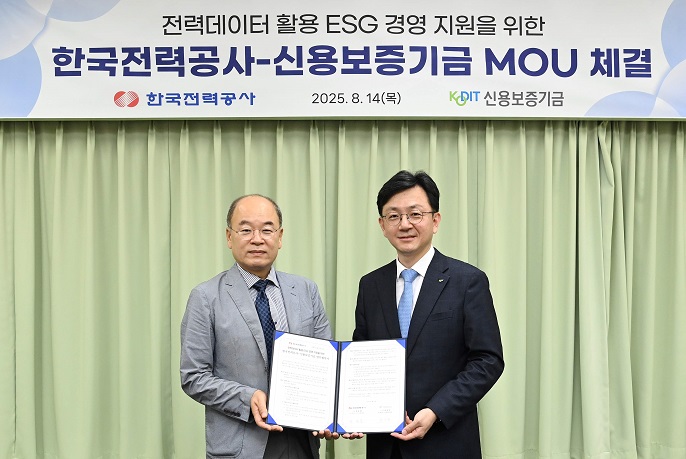 전력데이터 활용 ESG 경영 지원을 위한
한국전력공사-신용보증기금 MOU 체결
한국전력공사 2025. 8. 14(목) KODIT 신용보증기금